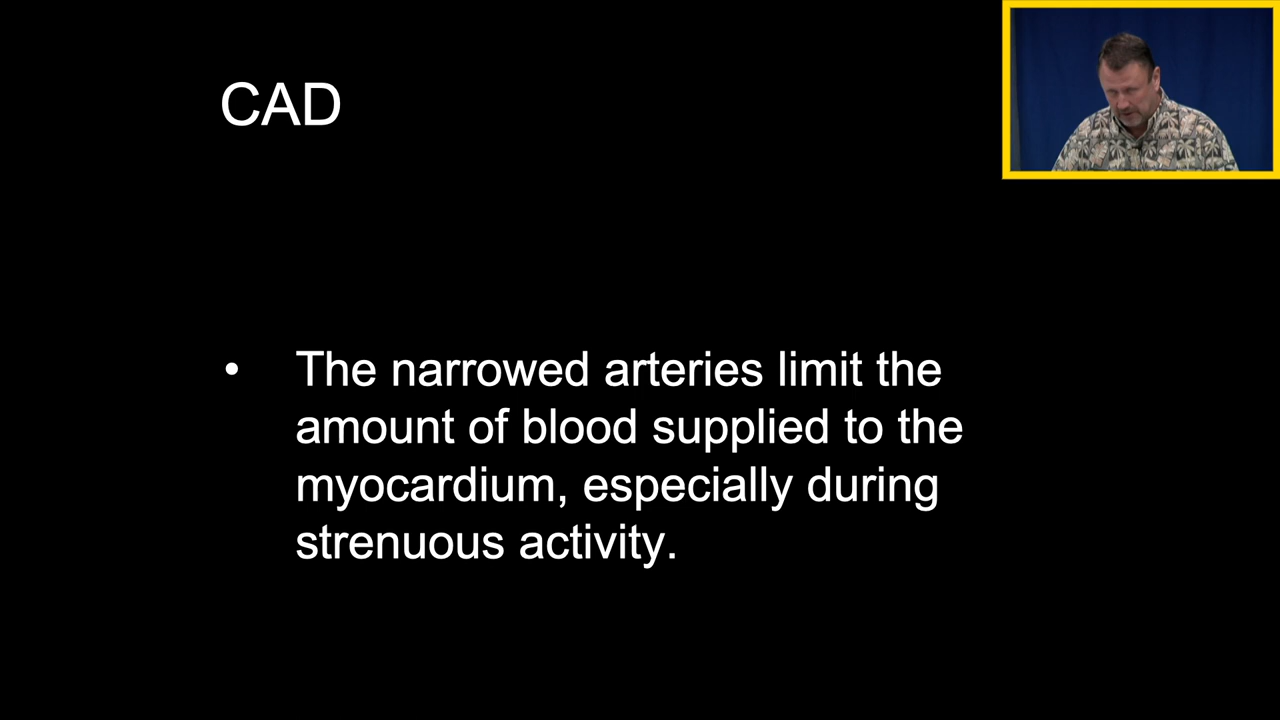 CAD
• The narrowed arteries limit the
amount of blood supplied to the
myocardium, especially during
strenuous activity.